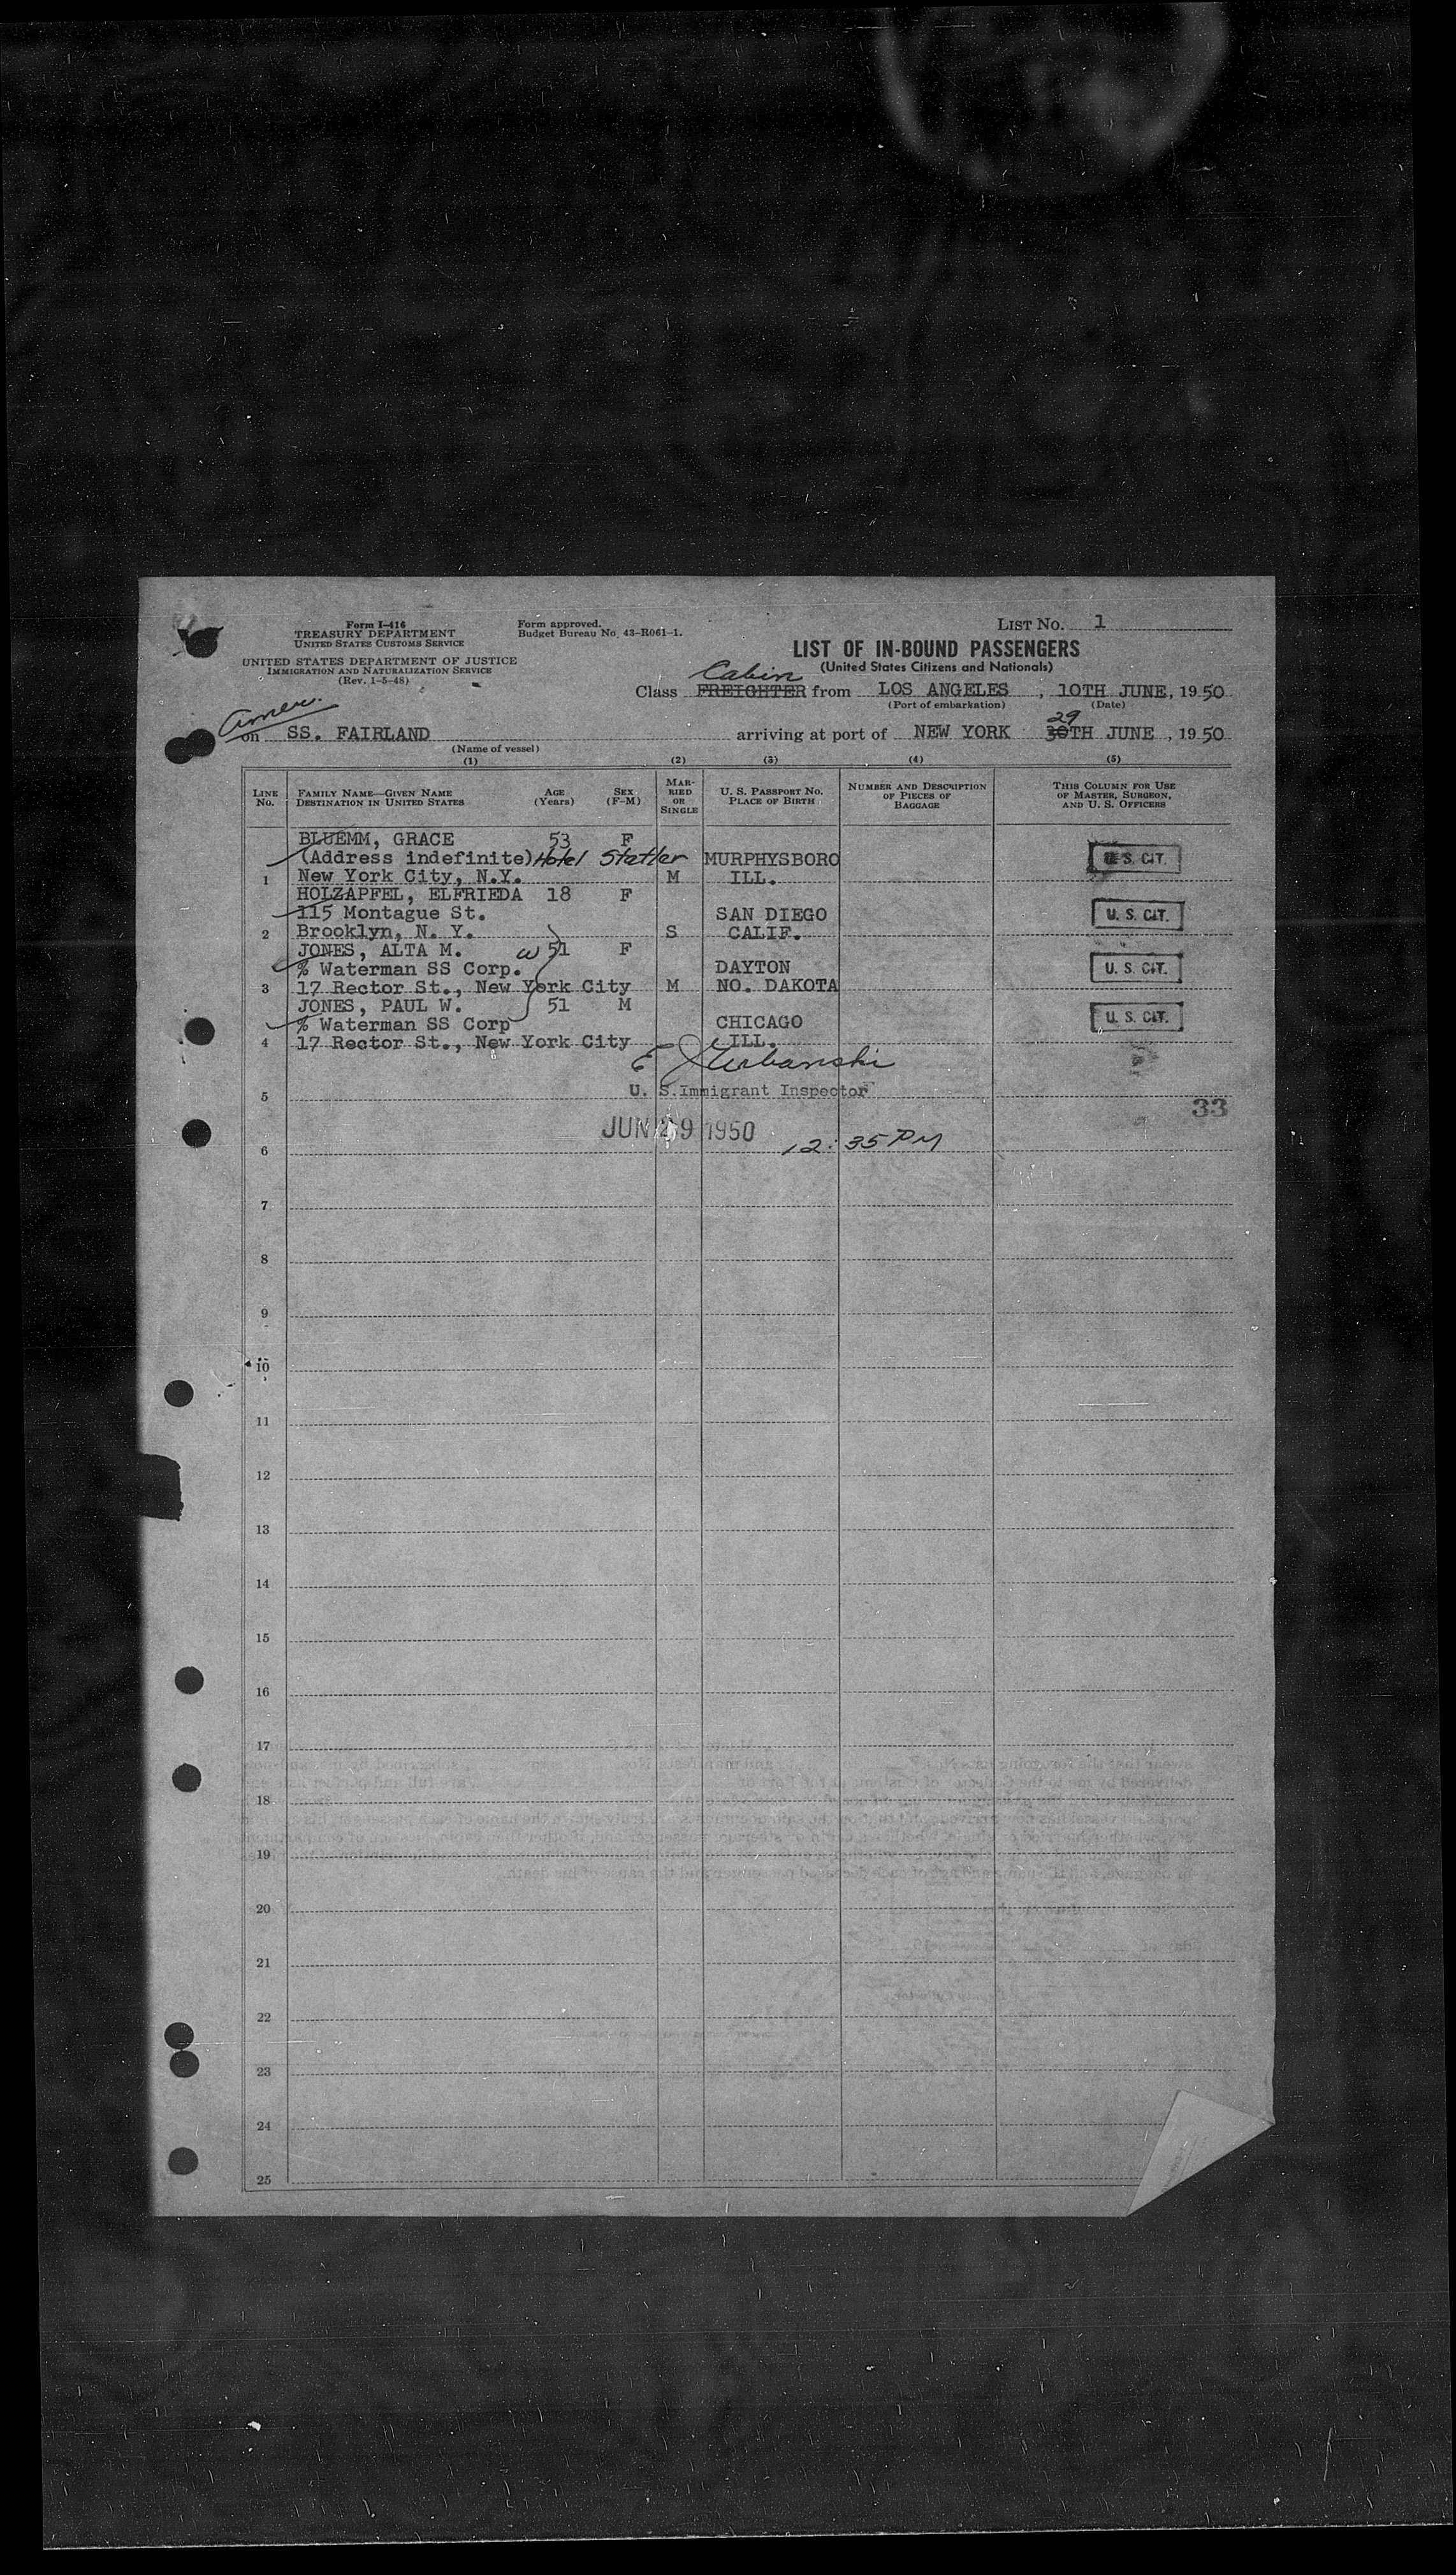 Form I-416
TREASURY DEPARTMENT
UNITED STATES CUSTOMS SERVICE
UNITED STATES DEPARTMENT OF JUSTICE
IMMIGRATION AND NATURALIZATION SERVICE
(Rev. 1-5-48)
Form approved.
Budget Bureau No. 43-R061-1.
LIST NO. 1
LIST OF IN-BOUND PASSENGERS
(United States Citizens and Nationals)
Cabin
Class FREIGHTER from LOS ANGELES, 10TH JUNE, 1950
(Port of embarkation) (Date)
Amer.
29
on SS. FAIRLAND arriving at port of NEW YORK 30TH JUNE, 1950
(Name of vessel)
(1) (2) (3) (4) (5)
LINE No. FAMILY NAME—GIVEN NAME DESTINATION IN UNITED STATES AGE (Years) SEX (F-M) MARRIED OR SINGLE U. S. PASSPORT NO. PLACE OF BIRTH NUMBER AND DESCRIPTION OF PIECES OF BAGGAGE THIS COLUMN FOR USE OF MASTER, SURGEON, AND U. S. OFFICERS
BLUEMM, GRACE 53 F
(Address indefinite) Hotel Statler MURPHYSBORO U. S. CIT.
1 New York City, N.Y. M ILL.
HOLZAPFEL, ELFRIEDA 18 F
115 Montague St. SAN DIEGO U. S. CIT.
2 Brooklyn, N. Y. S CALIF.
JONES, ALTA M. W 51 F
% Waterman SS Corp. DAYTON U. S. CIT.
3 17 Rector St., New York City M NO. DAKOTA
JONES, PAUL W. 51 M
% Waterman SS Corp CHICAGO U. S. CIT.
4 17 Rector St., New York City ILL.
E Urbanski
U. S. Immigrant Inspector
5
33
JUN 29 1950 12:35 PM
6
7
8
9
10
11
12
13
14
15
16
17
18
19
20
21
22
23
24
25